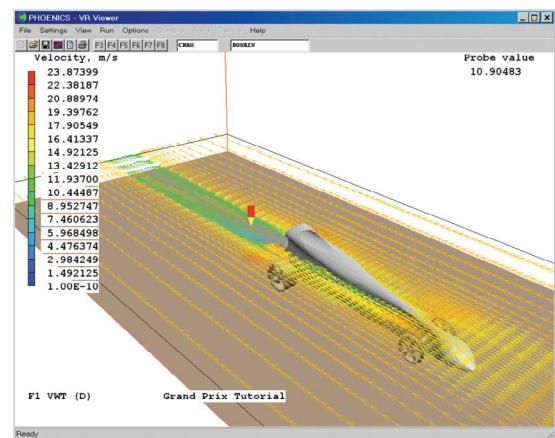 PHOENICS - VR Viewer
File Settings View Run Options Help
F3 F4 F5 F6 F7 F8 CHAM DOMAIN
Velocity, m/s
Probe value
23.87399
10.90483
22.38187
20.88974
19.39762
17.90549
16.41337
14.92125
13.42912
11.93700
10.44487
8.952747
7.460623
5.968498
4.476374
2.984249
1.492125
1.00E-10
F1 VWT (D) Grand Prix Tutorial
Ready